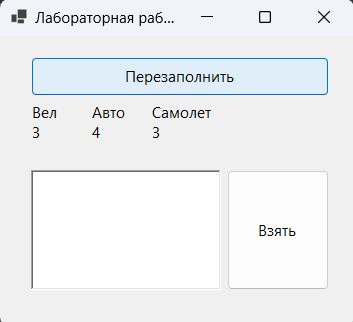 Лабораторная раб...
Перезаполнить
Вел Авто Самолет
3 4 3
Взять